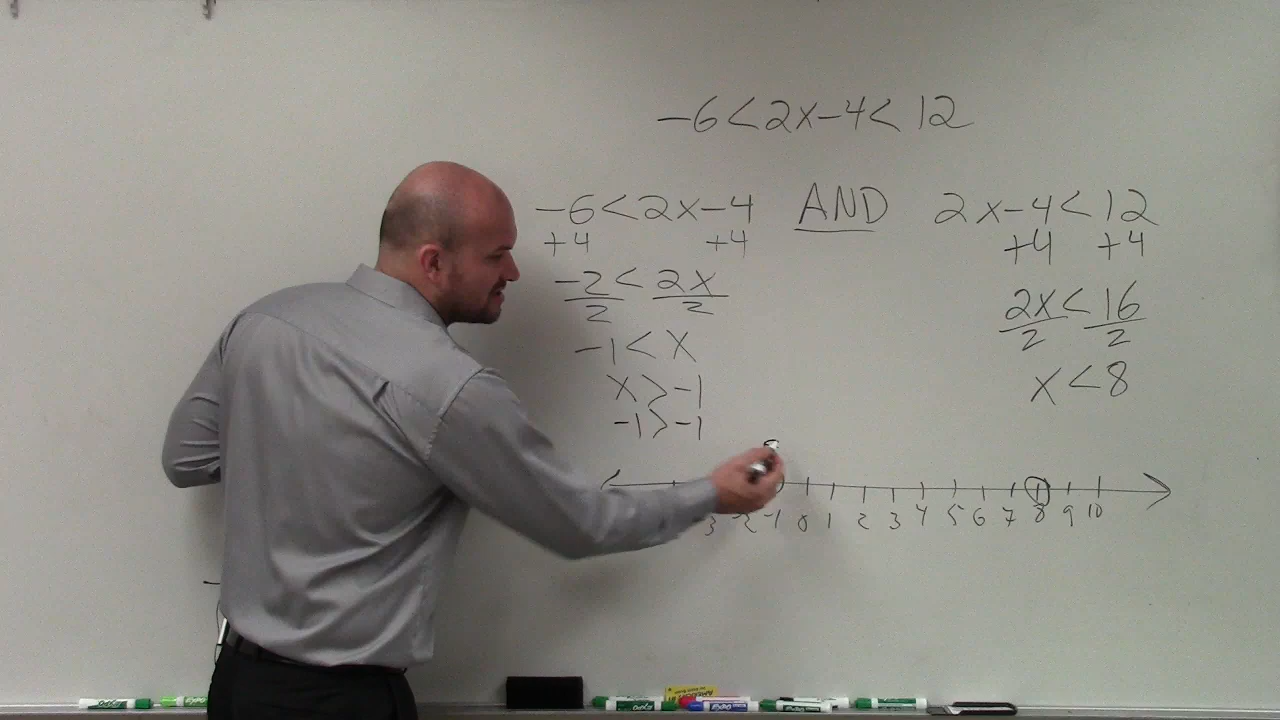 -6<2x-4<12
-6<2x-4 AND 2x-4<12
+4 +4 +4 +4
-2<2x 2x<16
2 2 2 2
-1<x x<8
x>-1
-1>-1
3 -2 -1 0 1 2 3 4 5 6 7 8 9 10